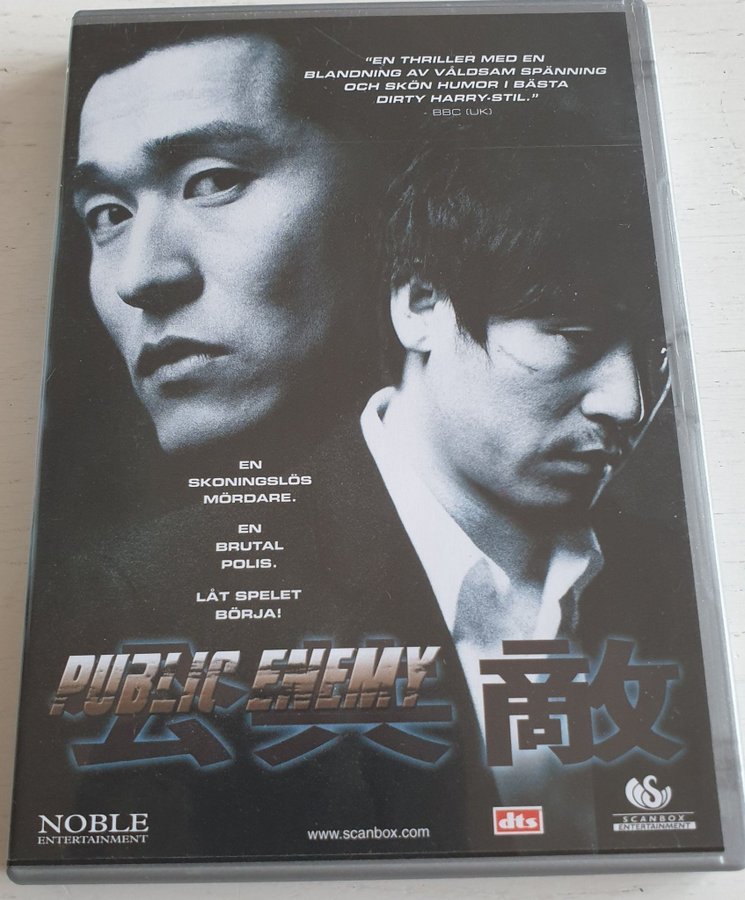 "EN THRILLER MED EN
BLANDNING AV VÅLDSAM SPÄNNING
OCH SKÖN HUMOR I BÄSTA
DIRTY HARRY-STIL."
- BBC (UK)
EN
SKONINGSLÖS
MÖRDARE.
EN
BRUTAL
POLIS.
LÅT SPELET
BÖRJA!
PUBLIC ENEMY
公共敵
NOBLE
ENTERTAINMENT
www.scanbox.com
dts
SCANBOX
ENTERTAINMENT